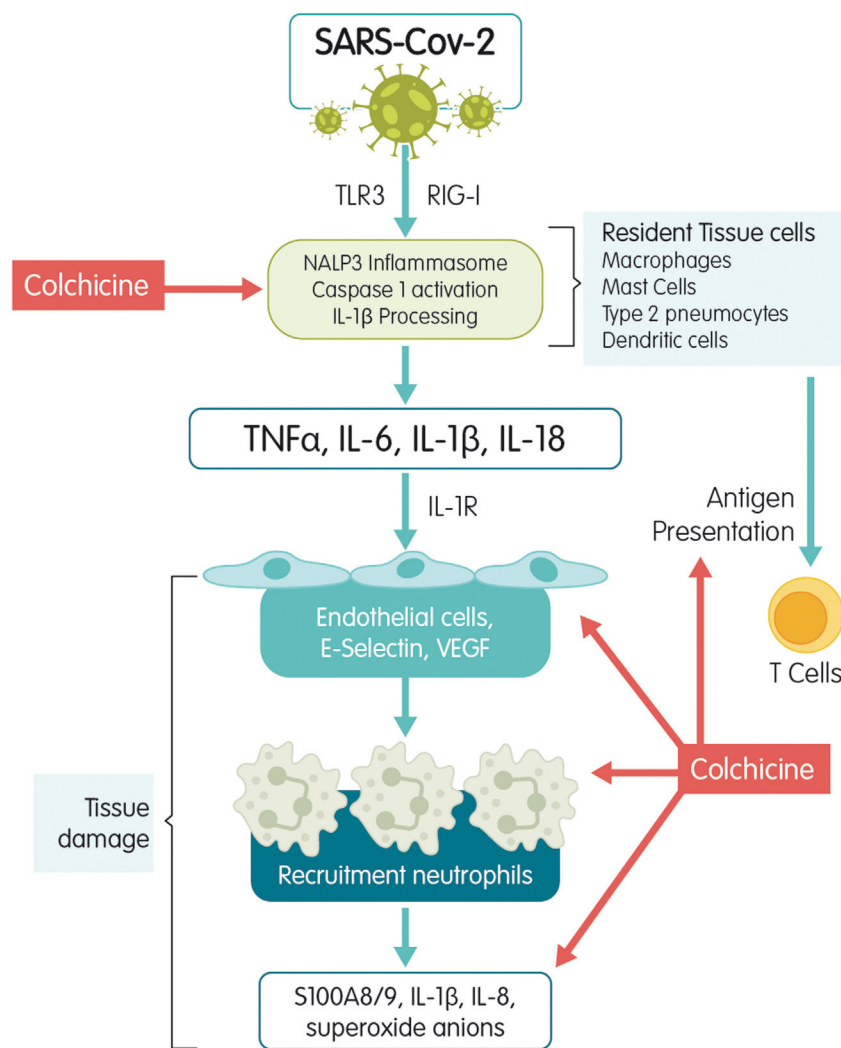 SARS-Cov-2
TLR3
RIG-I
Colchicine
NALP3 Inflammasome
Caspase 1 activation
IL-1β Processing
Resident Tissue cells
Macrophages
Mast Cells
Type 2 pneumocytes
Dendritic cells
TNFα, IL-6, IL-1β, IL-18
IL-1R
Antigen
Presentation
Endothelial cells,
E-Selectin, VEGF
T Cells
Colchicine
Tissue
damage
Recruitment neutrophils
S100A8/9, IL-1β, IL-8,
superoxide anions